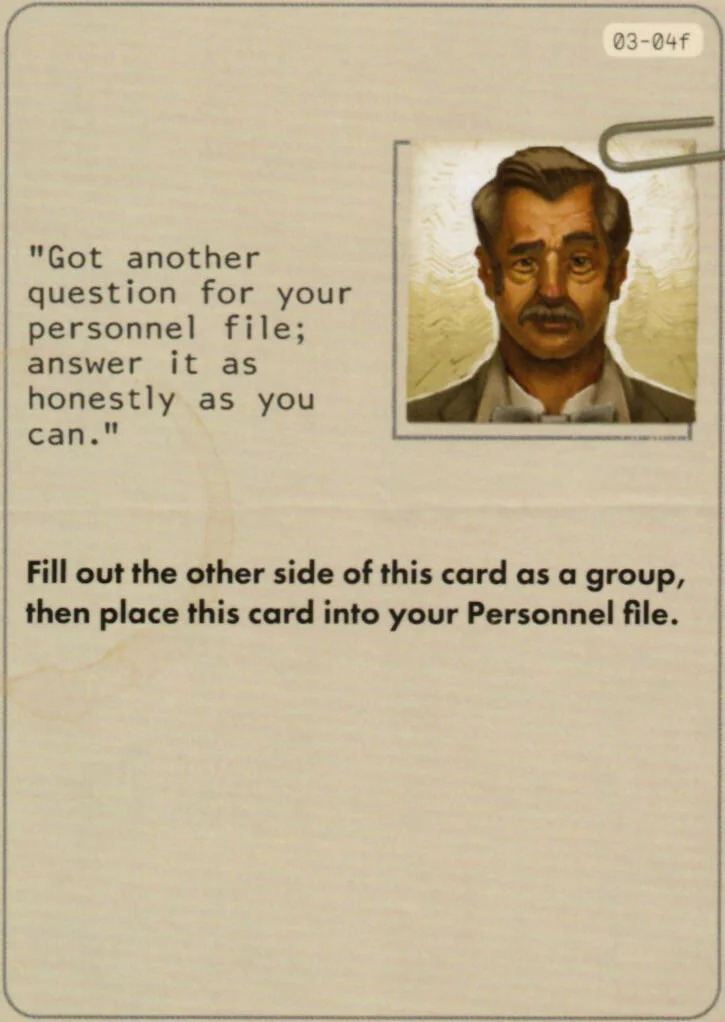 03-04f
"Got another
question for your
personnel file;
answer it as
honestly as you
can."
Fill out the other side of this card as a group,
then place this card into your Personnel file.